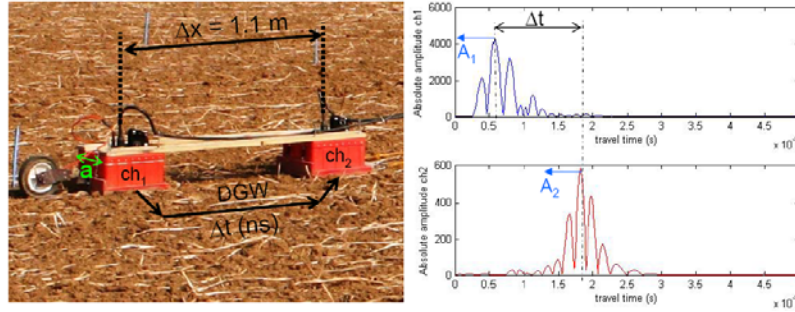 Δx = 1.1 m
a
ch1
ch2
DGW
Δt (ns)
Absolute amplitude ch1
6000
4000
2000
0
A1
Δt
0 0.5 1 1.5 2 2.5 3 3.5 4 4.5
travel time (s)
x 10
Absolute amplitude ch2
600
400
200
0
A2
0 0.5 1 1.5 2 2.5 3 3.5 4 4.5
travel time (s)
x 10